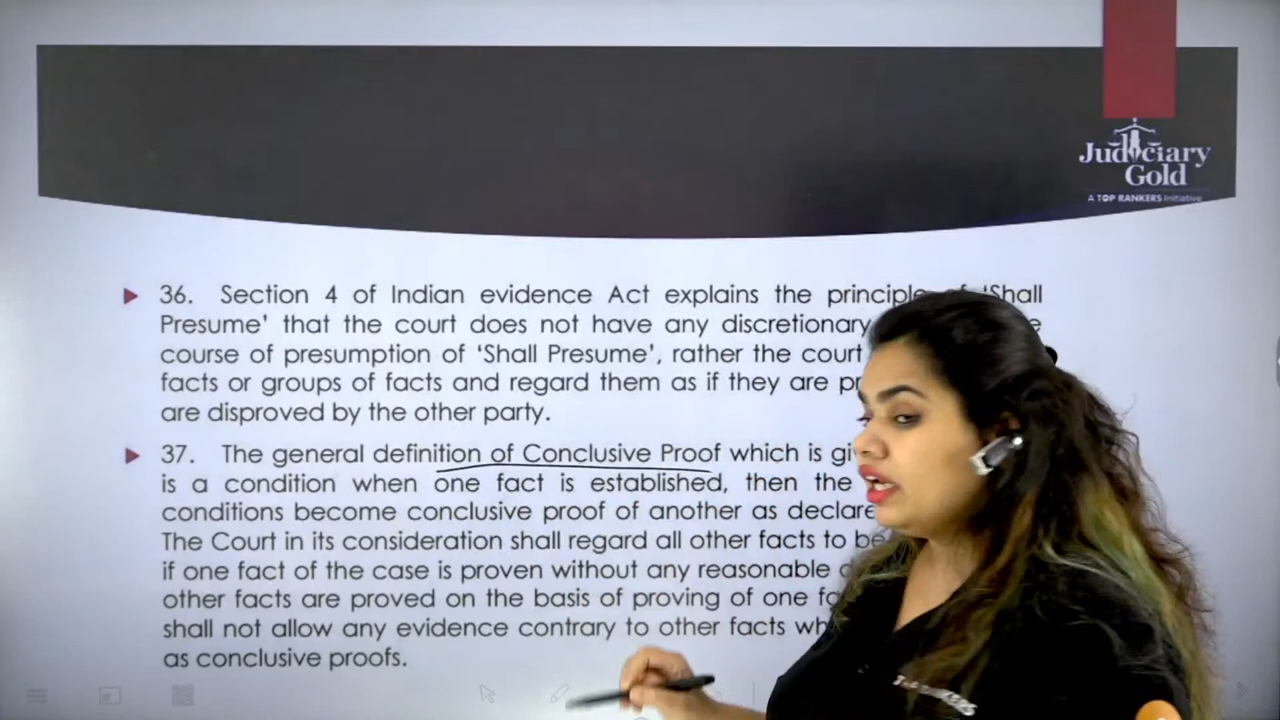 Judiciary
Gold
A TOP RANKERS Initiative
36. Section 4 of Indian evidence Act explains the principle of 'Shall
Presume' that the court does not have any discretionary
course of presumption of 'Shall Presume', rather the court
facts or groups of facts and regard them as if they are
are disproved by the other party.
37. The general definition of Conclusive Proof which is
is a condition when one fact is established, then the
conditions become conclusive proof of another as
The Court in its consideration shall regard all other facts to be
if one fact of the case is proven without any reasonable
other facts are proved on the basis of proving of one
shall not allow any evidence contrary to other facts
as conclusive proofs.